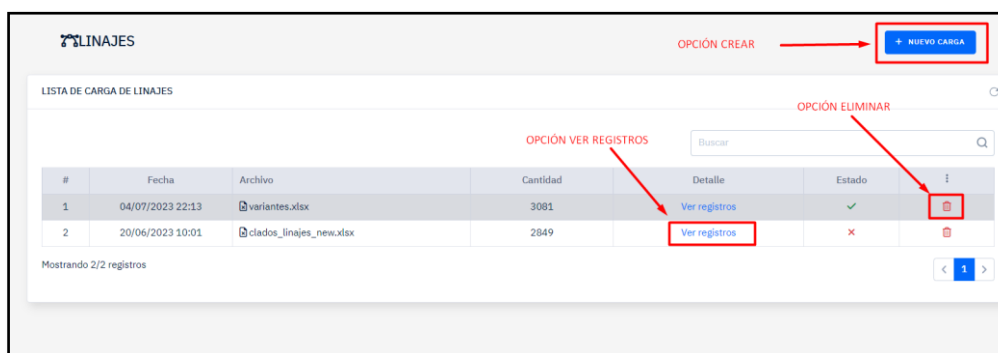 LINAJES
OPCIÓN CREAR
+ NUEVO CARGA
LISTA DE CARGA DE LINAJES
OPCIÓN ELIMINAR
OPCIÓN VER REGISTROS
Buscar
# Fecha Archivo Cantidad Detalle Estado
1 04/07/2023 22:13 variantes.xlsx 3081 Ver registros
2 20/06/2023 10:01 clados_linajes_new.xlsx 2849 Ver registros
Mostrando 2/2 registros
< 1 >